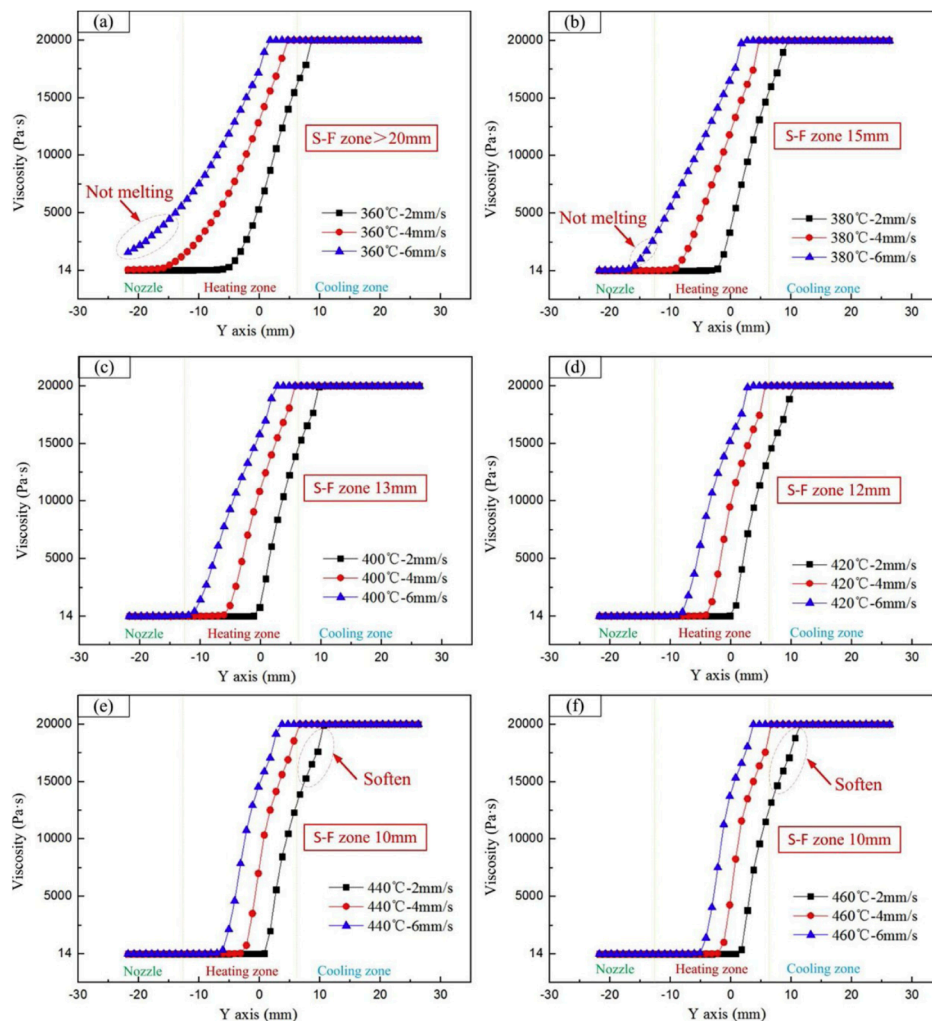 (a)
20000
15000
10000
5000
14
Viscosity (Pa·s)
S-F zone＞20mm
Not melting
360℃-2mm/s
360℃-4mm/s
360℃-6mm/s
Nozzle Heating zone Cooling zone
-30 -20 -10 0 10 20 30
Y axis (mm)
(b)
20000
15000
10000
5000
14
Viscosity (Pa·s)
S-F zone 15mm
Not melting
380℃-2mm/s
380℃-4mm/s
380℃-6mm/s
Nozzle Heating zone Cooling zone
-30 -20 -10 0 10 20 30
Y axis (mm)
(c)
20000
15000
10000
5000
14
Viscosity (Pa·s)
S-F zone 13mm
400℃-2mm/s
400℃-4mm/s
400℃-6mm/s
Nozzle Heating zone Cooling zone
-30 -20 -10 0 10 20 30
Y axis (mm)
(d)
20000
15000
10000
5000
14
Viscosity (Pa·s)
S-F zone 12mm
420℃-2mm/s
420℃-4mm/s
420℃-6mm/s
Nozzle Heating zone Cooling zone
-30 -20 -10 0 10 20 30
Y axis (mm)
(e)
20000
15000
10000
5000
14
Viscosity (Pa·s)
Soften
S-F zone 10mm
440℃-2mm/s
440℃-4mm/s
440℃-6mm/s
Nozzle Heating zone Cooling zone
-30 -20 -10 0 10 20 30
Y axis (mm)
(f)
20000
15000
10000
5000
14
Viscosity (Pa·s)
Soften
S-F zone 10mm
460℃-2mm/s
460℃-4mm/s
460℃-6mm/s
Nozzle Heating zone Cooling zone
-30 -20 -10 0 10 20 30
Y axis (mm)